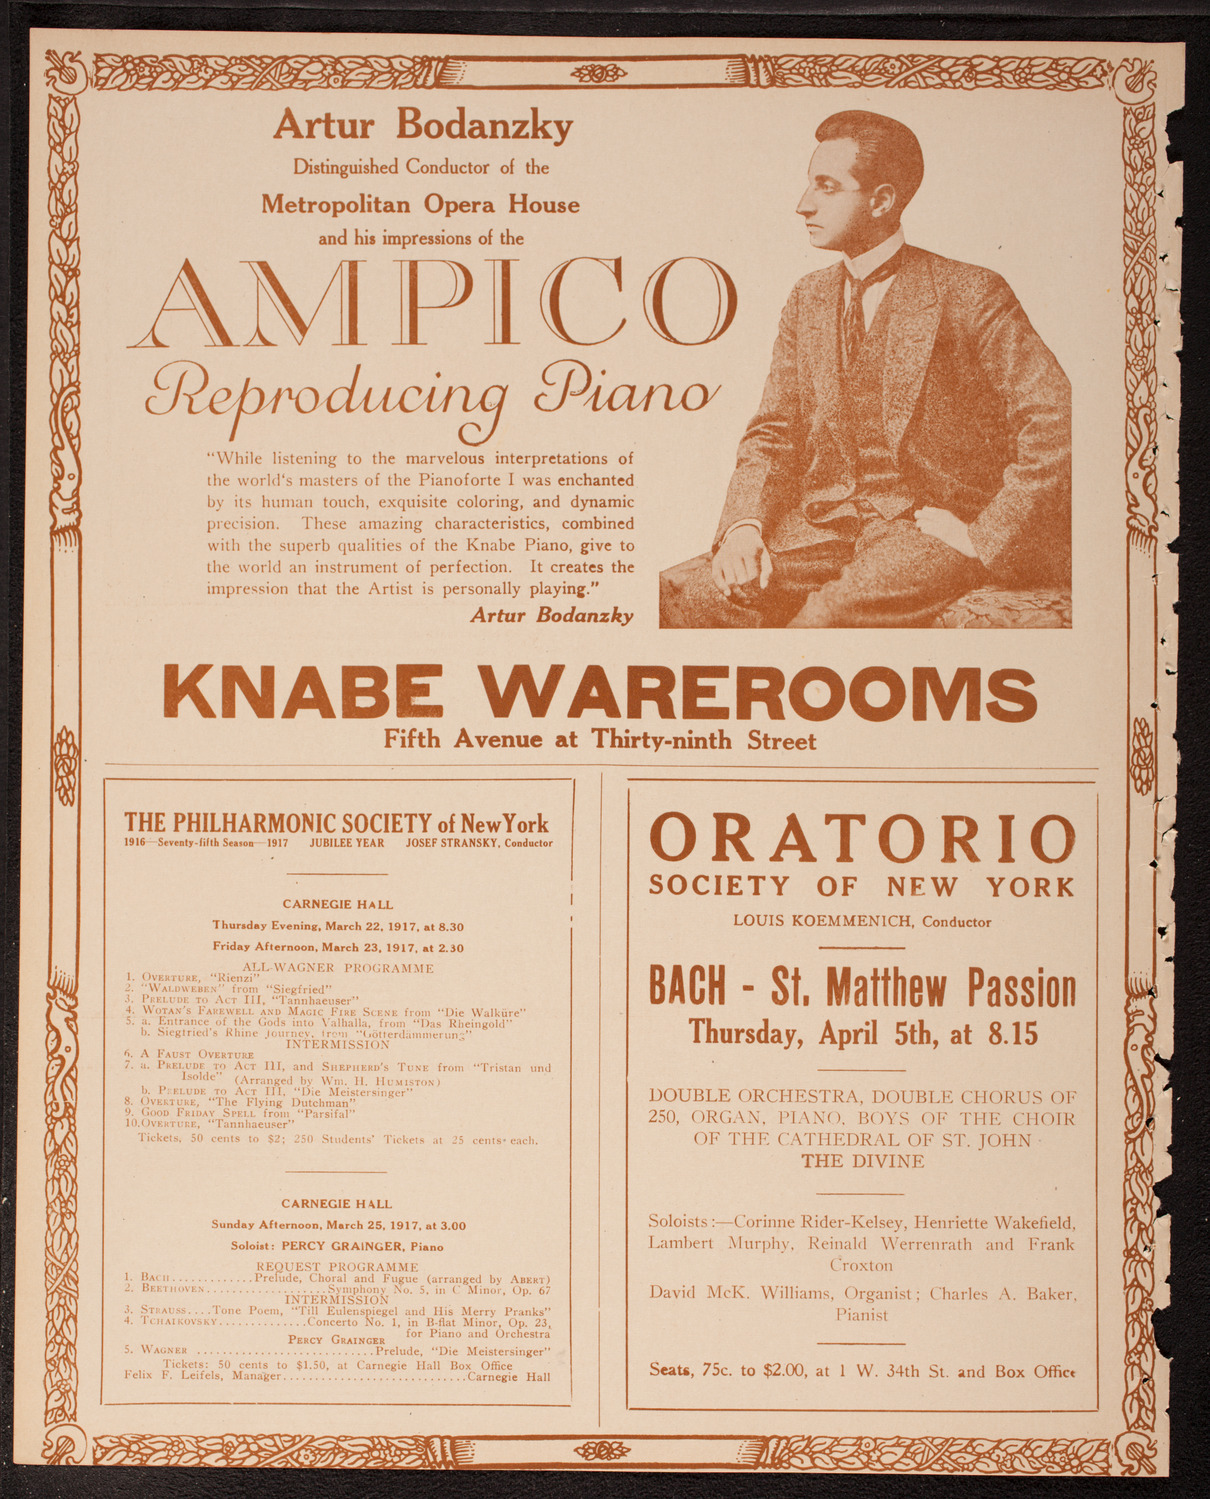 Artur Bodanzky
Distinguished Conductor of the
Metropolitan Opera House
and his impressions of the
AMPICO
Reproducing Piano
"While listening to the marvelous interpretations of
the world's masters of the Pianoforte I was enchanted
by its human touch, exquisite coloring, and dynamic
precision. These amazing characteristics, combined
with the superb qualities of the Knabe Piano, give to
the world an instrument of perfection. It creates the
impression that the Artist is personally playing."
Artur Bodanzky
KNABE WAREROOMS
Fifth Avenue at Thirty-ninth Street
THE PHILHARMONIC SOCIETY of New York
1916—Seventy-fifth Season—1917 JUBILEE YEAR JOSEF STRANSKY, Conductor
CARNEGIE HALL
Thursday Evening, March 22, 1917, at 8.30
Friday Afternoon, March 23, 1917, at 2.30
ALL-WAGNER PROGRAMME
1. OVERTURE, "Rienzi"
2. "WALDWEBEN" from "Siegfried"
3. PRELUDE TO ACT III, "Tannhaeuser"
4. WOTAN'S FAREWELL AND MAGIC FIRE SCENE from "Die Walküre"
5. a. Entrance of the Gods into Valhalla, from "Das Rheingold"
b. Siegfried's Rhine Journey, from "Götterdämmerung"
INTERMISSION
6. A FAUST OVERTURE
7. a. PRELUDE TO ACT III, and SHEPHERD'S TUNE from "Tristan und
Isolde" (Arranged by Wm. H. HUMISTON)
b. PRELUDE TO ACT III, "Die Meistersinger"
8. OVERTURE, "The Flying Dutchman"
9. GOOD FRIDAY SPELL from "Parsifal"
10. OVERTURE, "Tannhaeuser"
Tickets, 50 cents to $2; 250 Students' Tickets at 25 cents each.
CARNEGIE HALL
Sunday Afternoon, March 25, 1917, at 3.00
Soloist: PERCY GRAINGER, Piano
REQUEST PROGRAMME
1. BACH.............Prelude, Choral and Fugue (arranged by ABERT)
2. BEETHOVEN...................Symphony No. 5, in C Minor, Op. 67
INTERMISSION
3. STRAUSS....Tone Poem, "Till Eulenspiegel and His Merry Pranks"
4. TCHAIKOVSKY..............Concerto No. 1, in B-flat Minor, Op. 23,
for Piano and Orchestra
PERCY GRAINGER
5. WAGNER ............................Prelude, "Die Meistersinger"
Tickets: 50 cents to $1.50, at Carnegie Hall Box Office
Felix F. Leifels, Manager.............................Carnegie Hall
ORATORIO
SOCIETY OF NEW YORK
LOUIS KOEMMENICH, Conductor
BACH - St. Matthew Passion
Thursday, April 5th, at 8.15
DOUBLE ORCHESTRA, DOUBLE CHORUS OF
250, ORGAN, PIANO, BOYS OF THE CHOIR
OF THE CATHEDRAL OF ST. JOHN
THE DIVINE
Soloists:—Corinne Rider-Kelsey, Henriette Wakefield,
Lambert Murphy, Reinald Werrenrath and Frank
Croxton
David McK. Williams, Organist; Charles A. Baker,
Pianist
Seats, 75c. to $2.00, at 1 W. 34th St. and Box Office